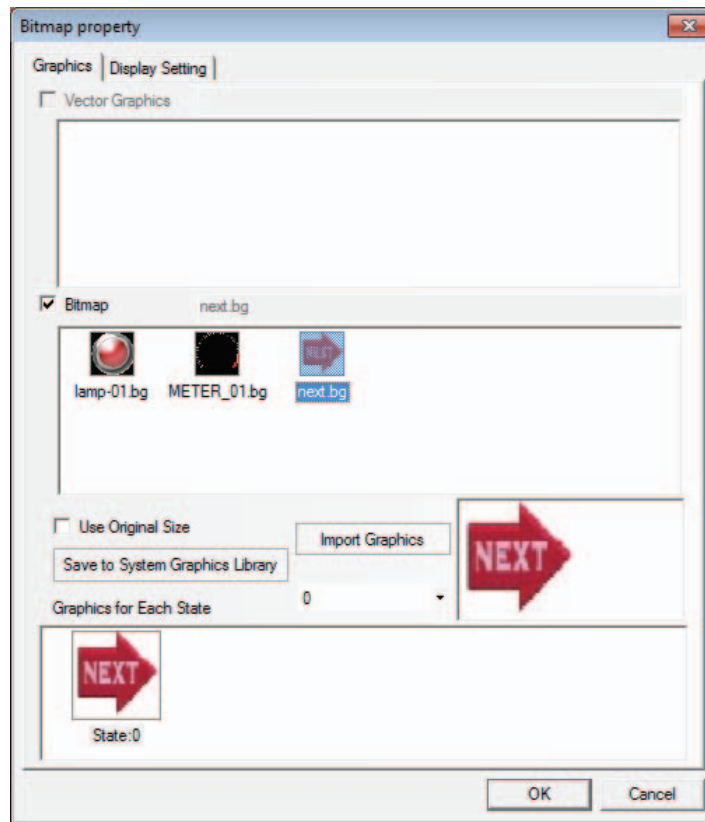 Bitmap property
Graphics Display Setting
Vector Graphics
Bitmap next.bg
NEXT
lamp-01.bg METER_01.bg next.bg
Use Original Size
Import Graphics
NEXT
Save to System Graphics Library
Graphics for Each State
0
NEXT
State:0
OK Cancel